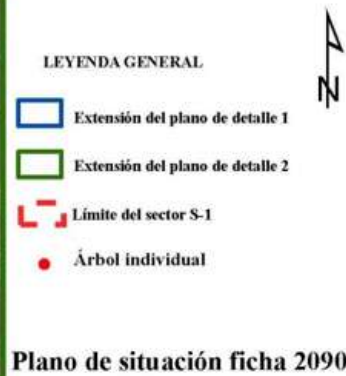 N
LEYENDA GENERAL
Extensión del plano de detalle 1
Extensión del plano de detalle 2
Límite del sector S-1
Árbol individual
Plano de situación ficha 2090